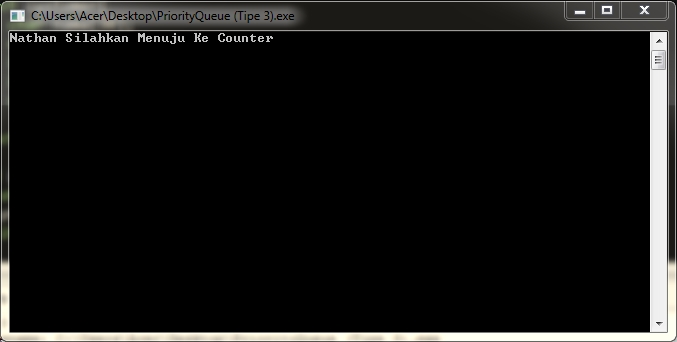 C:\Users\Acer\Desktop\PriorityQueue (Tipe 3).exe
Nathan Silahkan Menuju Ke Counter